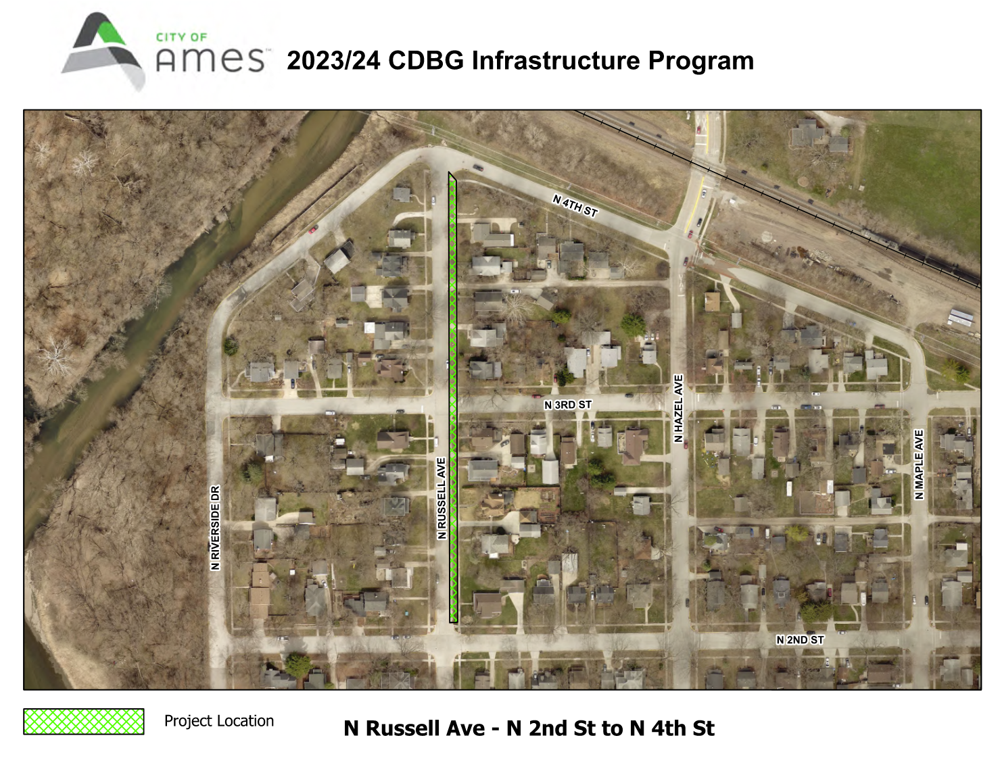 CITY OF
Ames™
2023/24 CDBG Infrastructure Program
N 4TH ST
N 3RD ST
N HAZEL AVE
N MAPLE AVE
N RUSSELL AVE
N RIVERSIDE DR
N 2ND ST
Project Location
N Russell Ave - N 2nd St to N 4th St